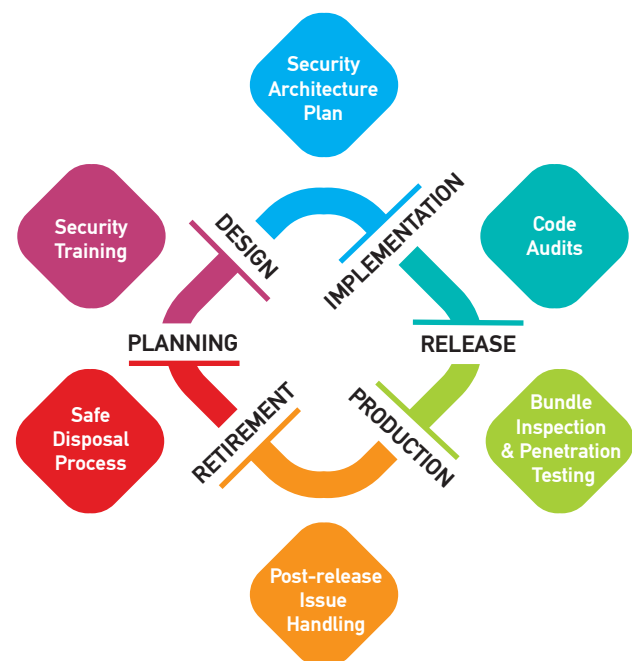 Security
Architecture
Plan
Security
Training
DESIGN
IMPLEMENTATION
Code
Audits
PLANNING
RELEASE
Safe
Disposal
Process
RETIREMENT
PRODUCTION
Bundle
Inspection
& Penetration
Testing
Post-release
Issue
Handling